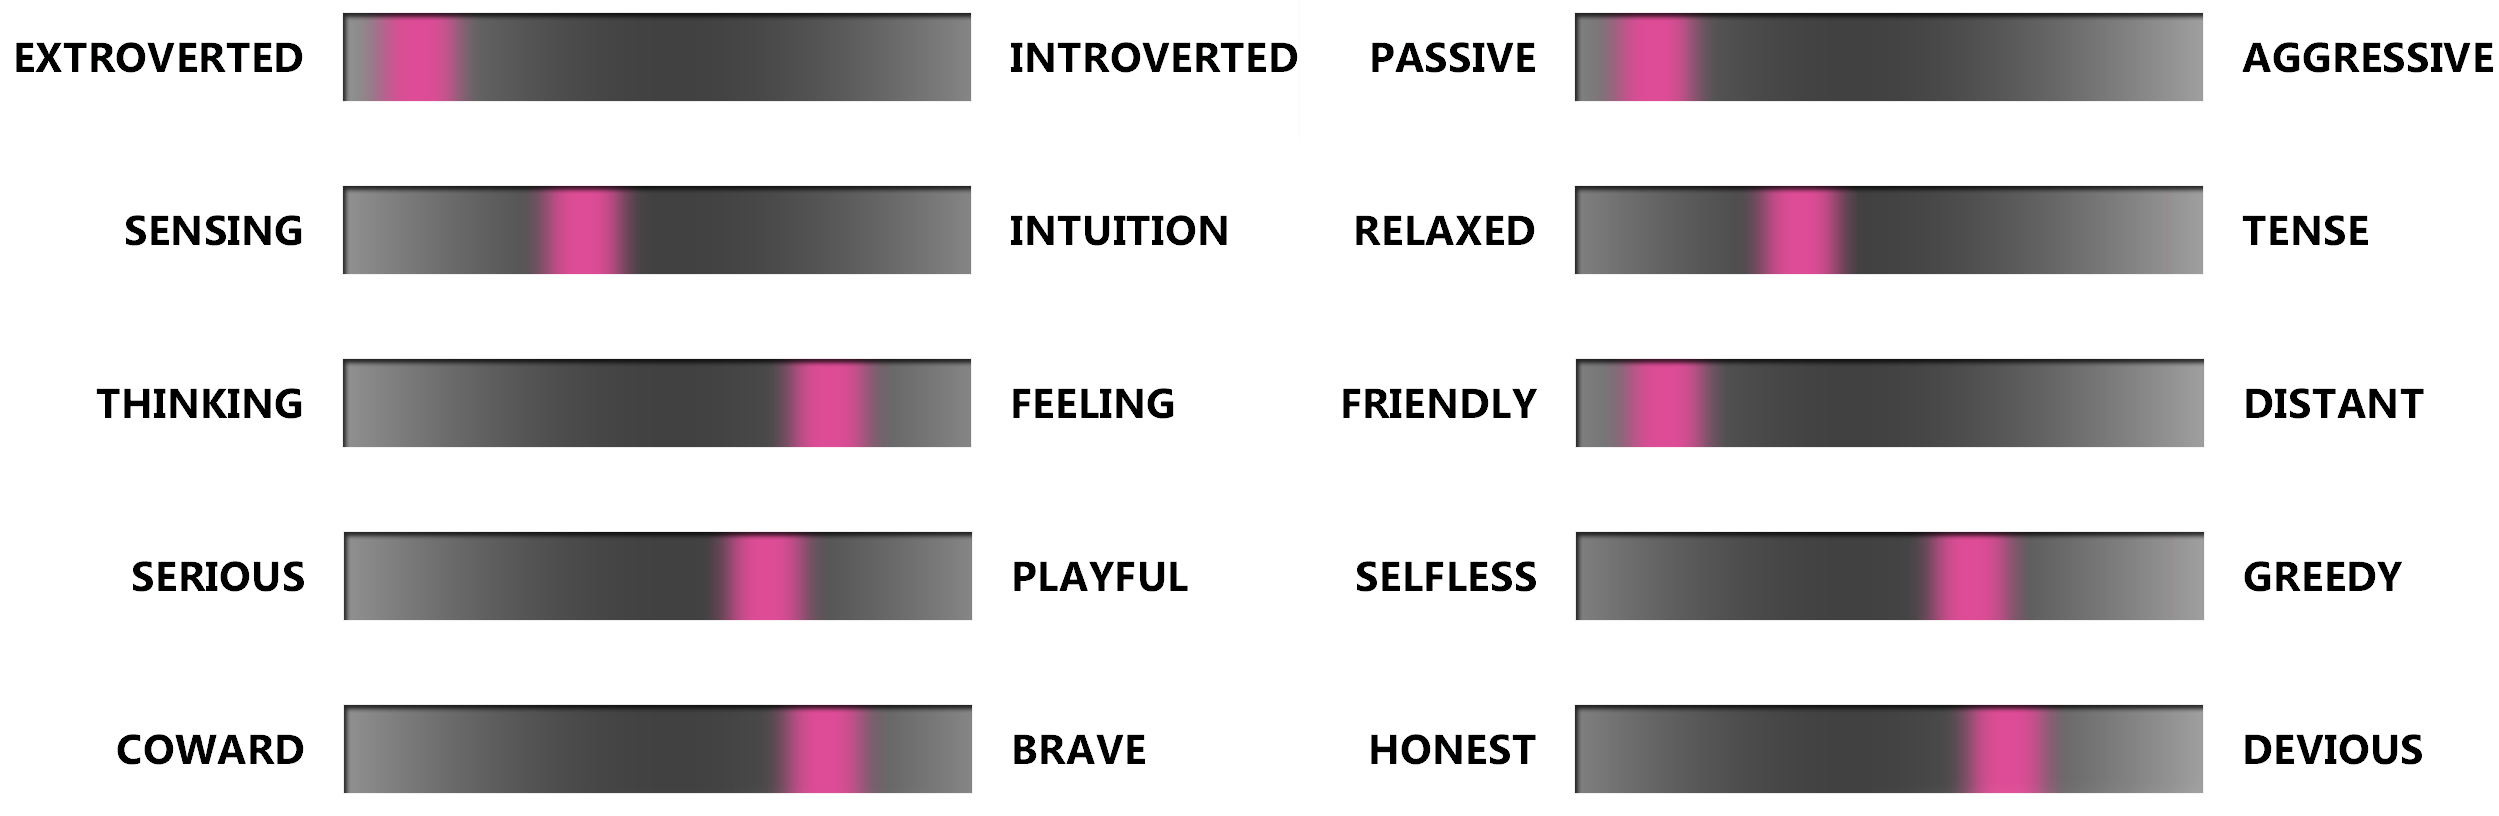 EXTROVERTED INTROVERTED PASSIVE AGGRESSIVE
SENSING INTUITION RELAXED TENSE
THINKING FEELING FRIENDLY DISTANT
SERIOUS PLAYFUL SELFLESS GREEDY
COWARD BRAVE HONEST DEVIOUS